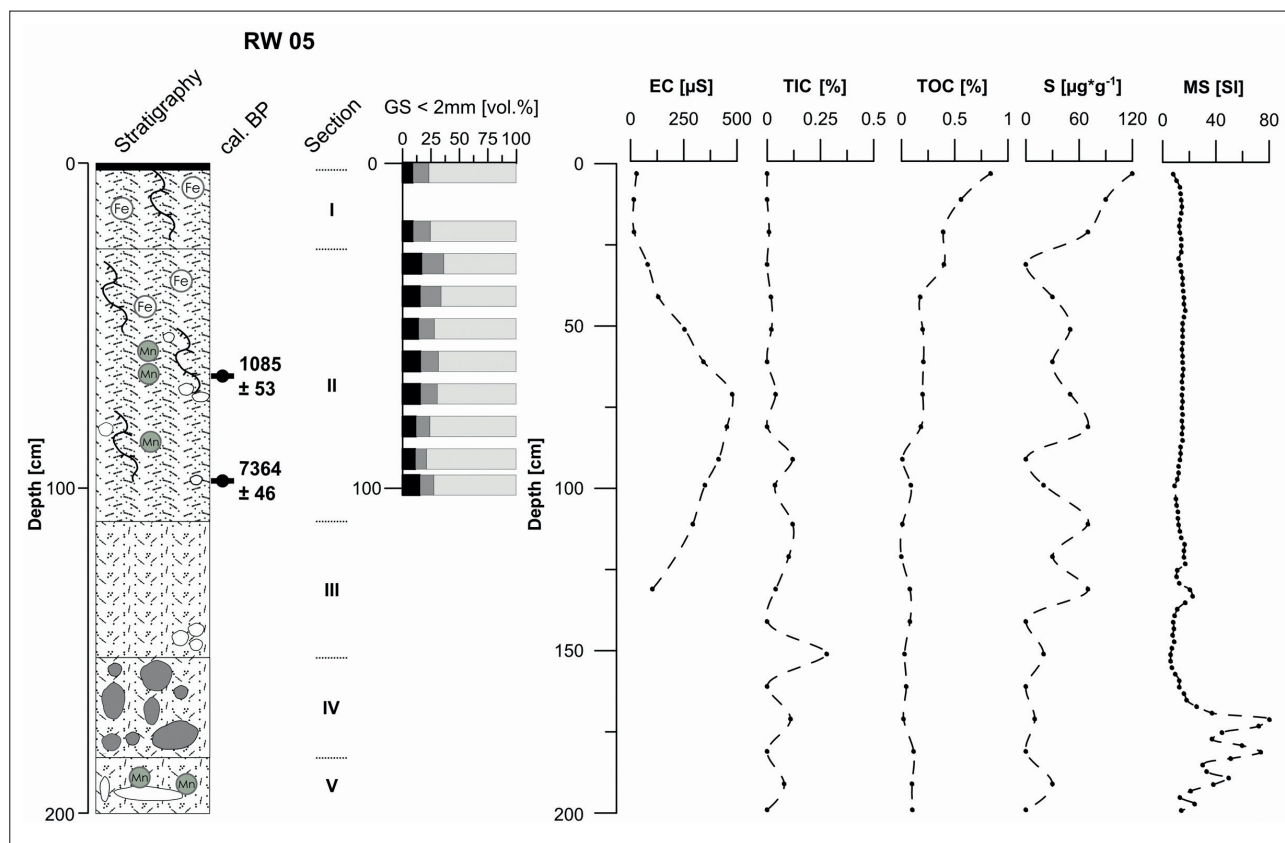 RW 05
Stratigraphy
cal. BP
Section
GS < 2mm [vol.%]
0 25 50 75 100
EC [µS]
0 250 500
TIC [%]
0 0.25 0.5
TOC [%]
0 0.5 1
S [µg*g⁻¹]
0 60 120
MS [SI]
0 40 80
Depth [cm]
0
100
200
Fe
Fe
Fe
Fe
Mn
Mn
Mn
Mn
Mn
1085
± 53
7364
± 46
I
II
III
IV
V
0
100
Depth [cm]
0
50
100
150
200